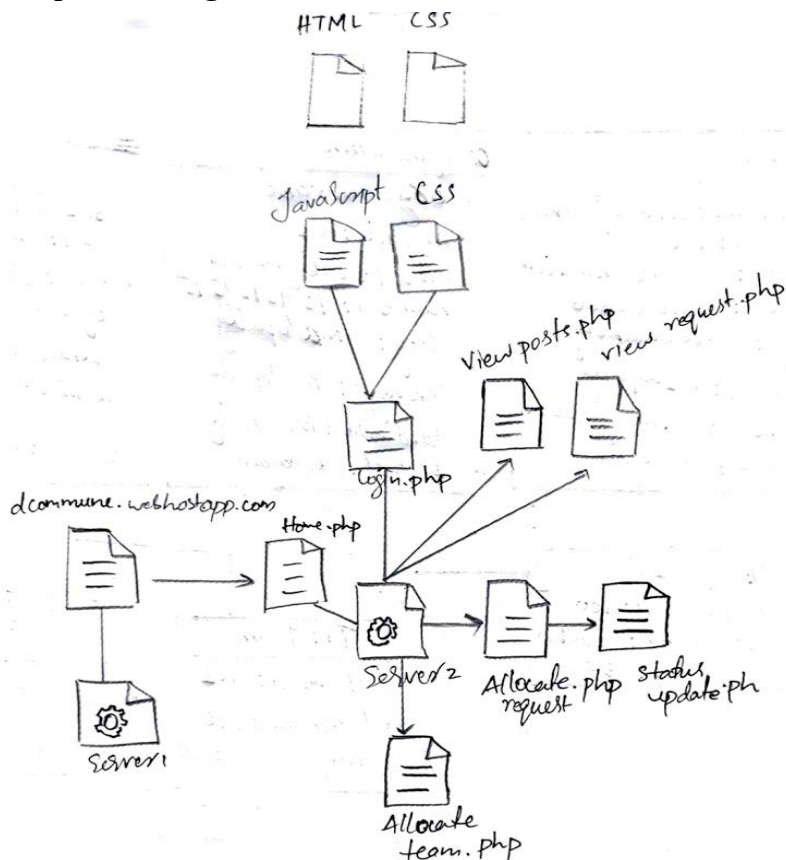 HTML CSS
JavaScript CSS
View posts.php view request.php
login.php
dcommune.webhostapp.com
Home.php
Server2
Allocate.php
request
status
update.ph
Server1
Allocate
team.php